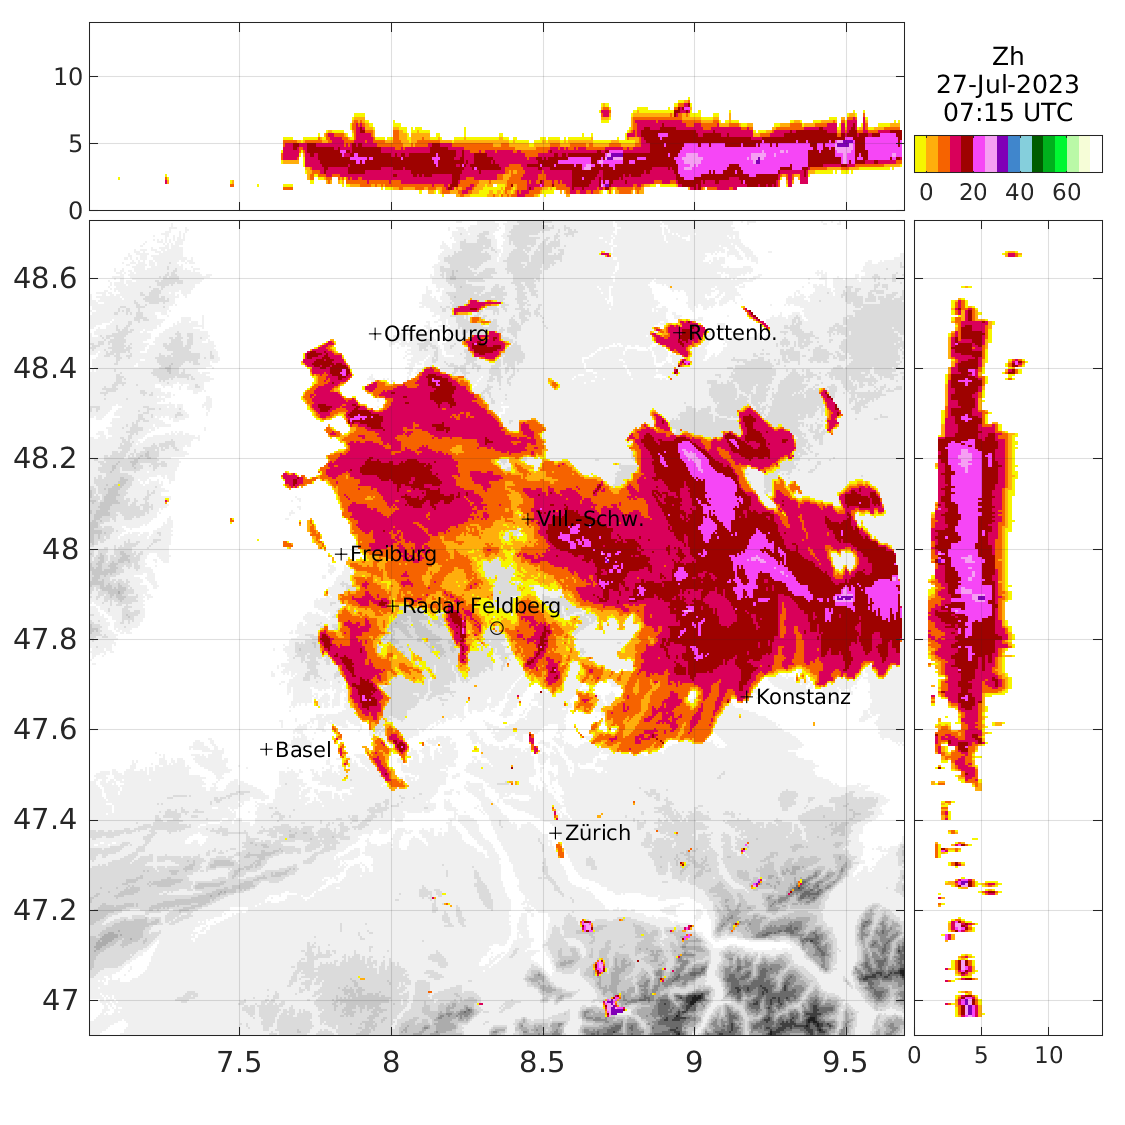 10
5
0
Zh
27-Jul-2023
07:15 UTC
0 20 40 60
48.6
48.4
48.2
48
47.8
47.6
47.4
47.2
47
Offenburg
Rottenb.
Vill.-Schw.
Freiburg
Radar Feldberg
Konstanz
Basel
Zürich
7.5 8 8.5 9 9.5
0 5 10